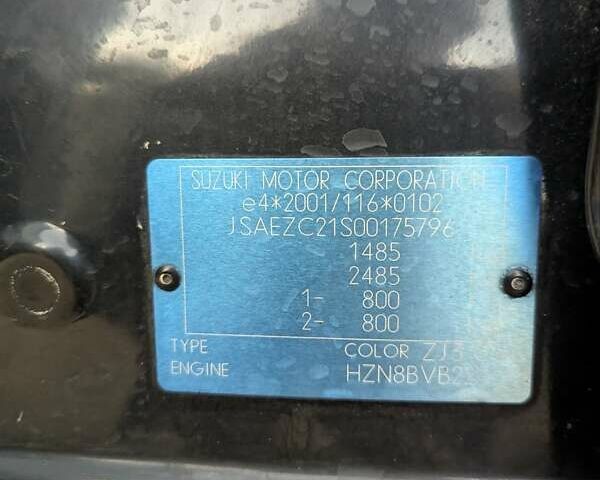 SUZUKI MOTOR CORPORATION
e4*2001/116*0102
JSAEZC21S00175796
1485
2485
1- 800
2- 800
TYPE COLOR ZJ3
ENGINE HZN8BVB2